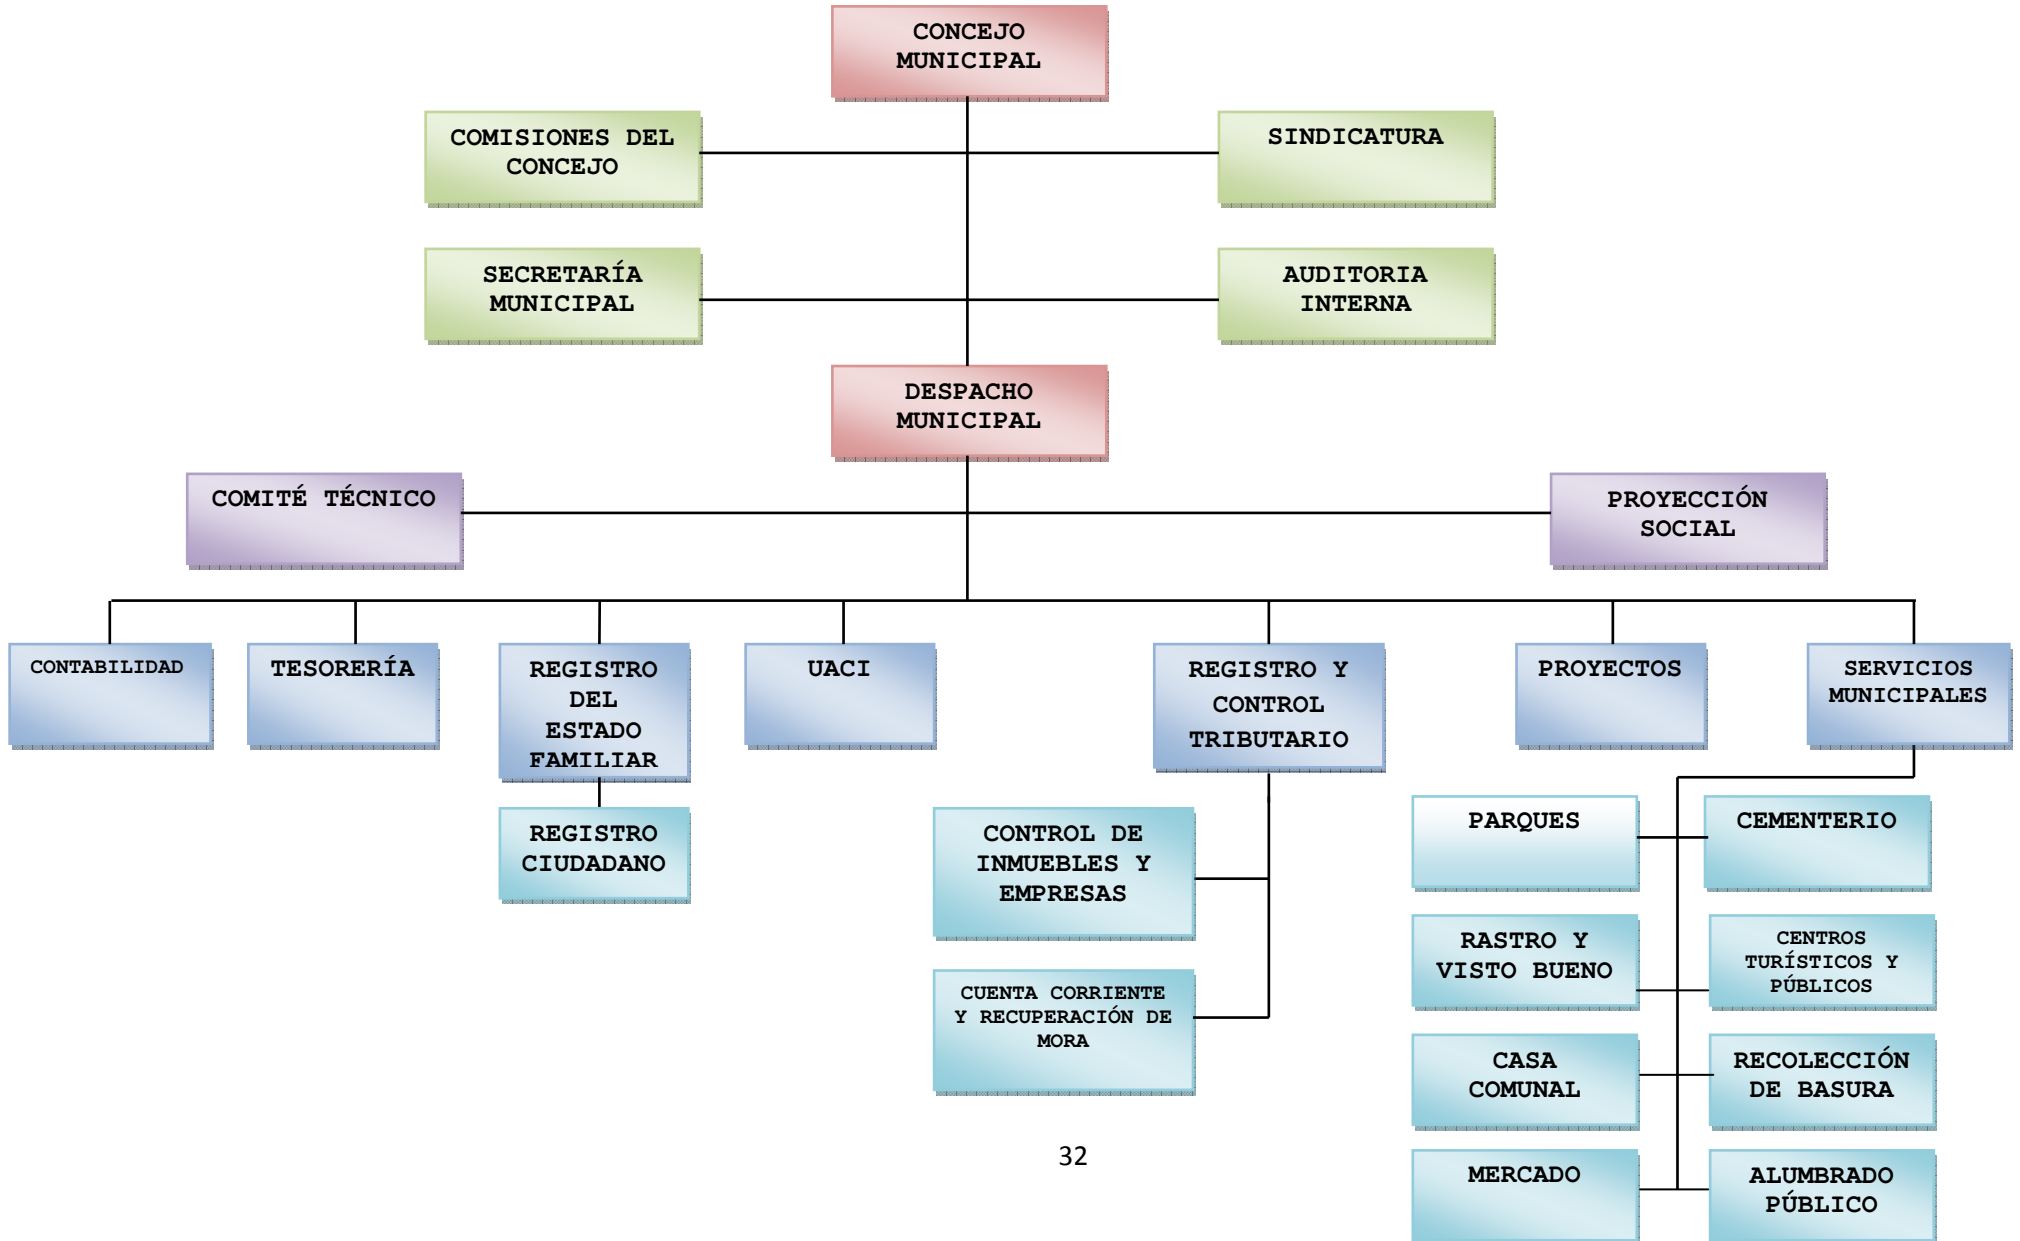 CONCEJO
MUNICIPAL
COMISIONES DEL
CONCEJO
SINDICATURA
SECRETARÍA
MUNICIPAL
AUDITORIA
INTERNA
DESPACHO
MUNICIPAL
COMITÉ TÉCNICO
PROYECCIÓN
SOCIAL
CONTABILIDAD
TESORERÍA
REGISTRO
DEL
ESTADO
FAMILIAR
UACI
REGISTRO Y
CONTROL
TRIBUTARIO
PROYECTOS
SERVICIOS
MUNICIPALES
REGISTRO
CIUDADANO
CONTROL DE
INMUEBLES Y
EMPRESAS
CUENTA CORRIENTE
Y RECUPERACIÓN DE
MORA
PARQUES
CEMENTERIO
RASTRO Y
VISTO BUENO
CENTROS
TURÍSTICOS Y
PÚBLICOS
CASA
COMUNAL
RECOLECCIÓN
DE BASURA
MERCADO
ALUMBRADO
PÚBLICO
32